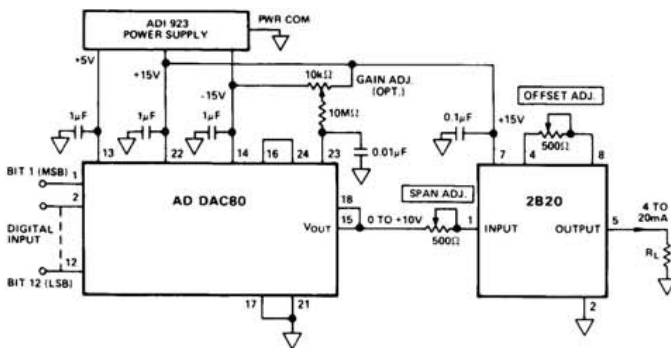 ADI 923
POWER SUPPLY
PWR COM
+5V
+15V
-15V
10kΩ
GAIN ADJ.
(OPT.)
10MΩ
1μF
1μF
1μF
0.01μF
0.1μF
+15V
OFFSET ADJ.
500Ω
13
22
14
16
24
23
7
4
8
BIT 1 (MSB)
1
2
DIGITAL
INPUT
12
BIT 12 (LSB)
AD DAC80
VOUT
18
15
0 TO +10V
SPAN ADJ.
500Ω
1
INPUT
2B20
OUTPUT
5
4 TO
20mA
RL
17
21
2